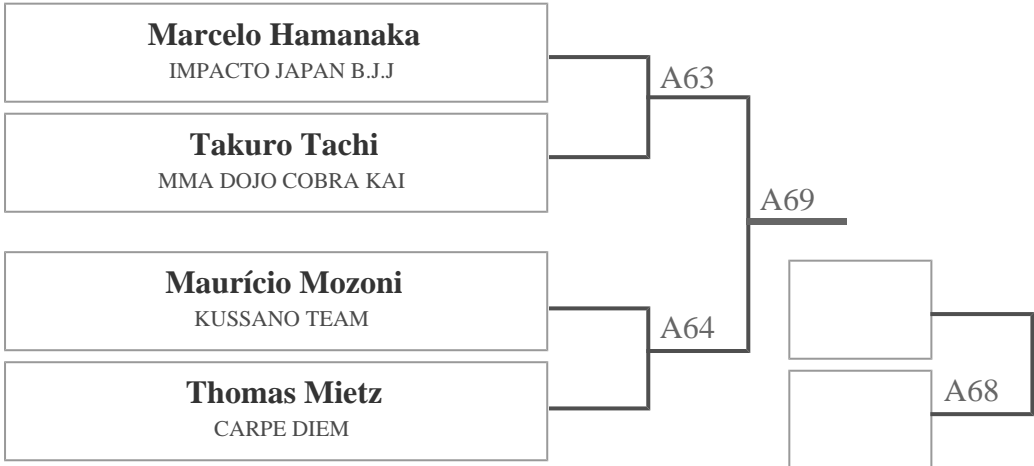 Marcelo Hamanaka
IMPACTO JAPAN B.J.J
A63
Takuro Tachi
MMA DOJO COBRA KAI
A69
Maurício Mozoni
KUSSANO TEAM
A64
Thomas Mietz
CARPE DIEM
A68